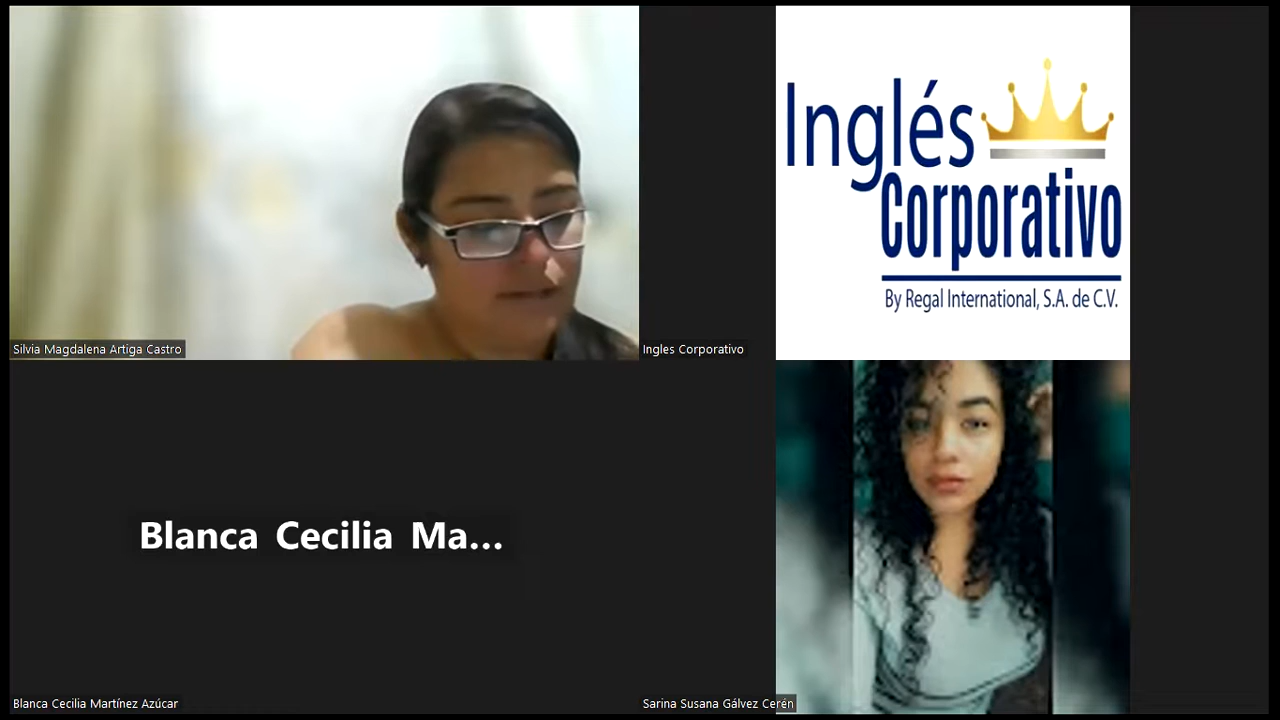 Inglés
Corporativo
By Regal International, S.A. de C.V.
Silvia Magdalena Artiga Castro
Ingles Corporativo
Blanca Cecilia Ma...
Blanca Cecilia Martínez Azúcar
Sarina Susana Gálvez Cerén